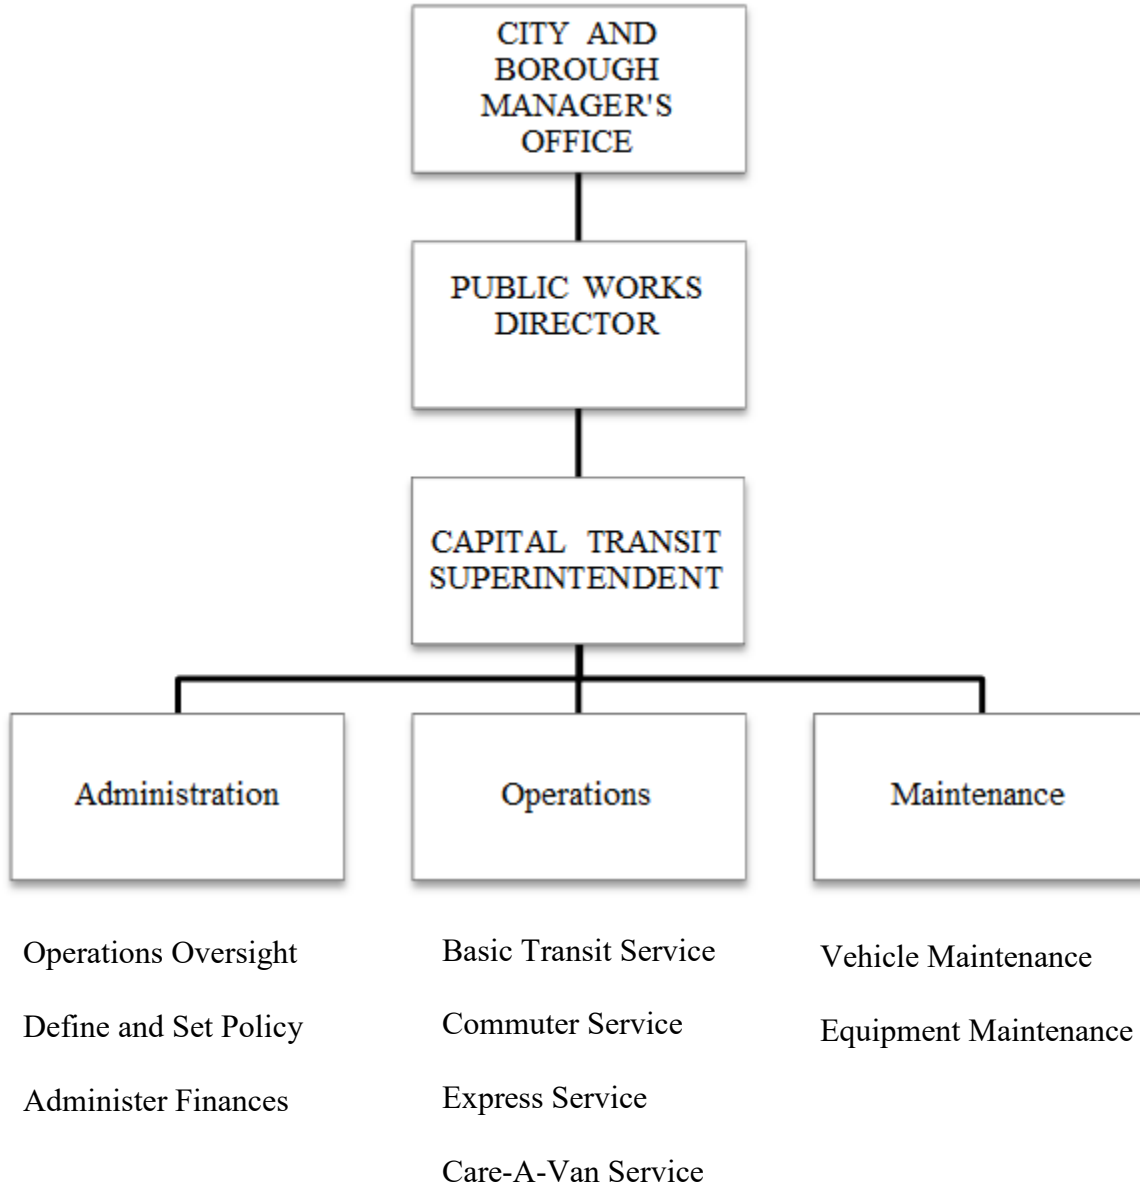 CITY AND
BOROUGH
MANAGER'S
OFFICE
PUBLIC WORKS
DIRECTOR
CAPITAL TRANSIT
SUPERINTENDENT
Administration
Operations
Maintenance
Operations Oversight
Define and Set Policy
Administer Finances
Basic Transit Service
Commuter Service
Express Service
Care-A-Van Service
Vehicle Maintenance
Equipment Maintenance